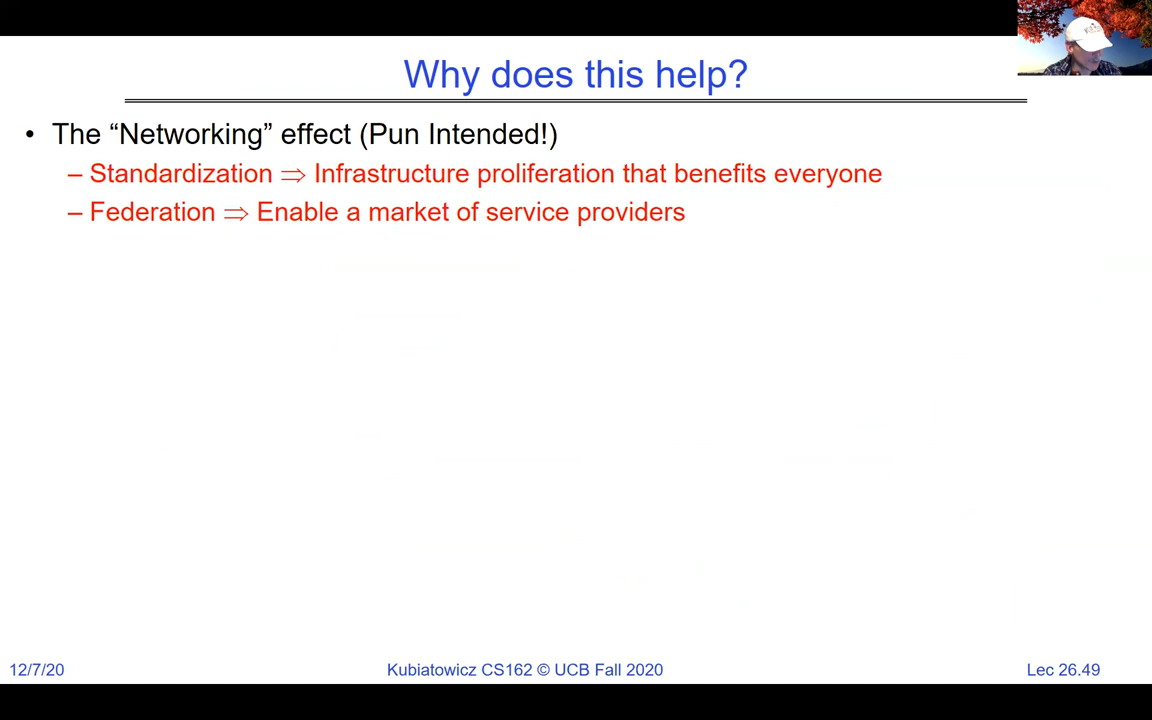 Why does this help?
• The “Networking” effect (Pun Intended!)
– Standardization ⇒ Infrastructure proliferation that benefits everyone
– Federation ⇒ Enable a market of service providers
12/7/20
Kubiatowicz CS162 © UCB Fall 2020
Lec 26.49